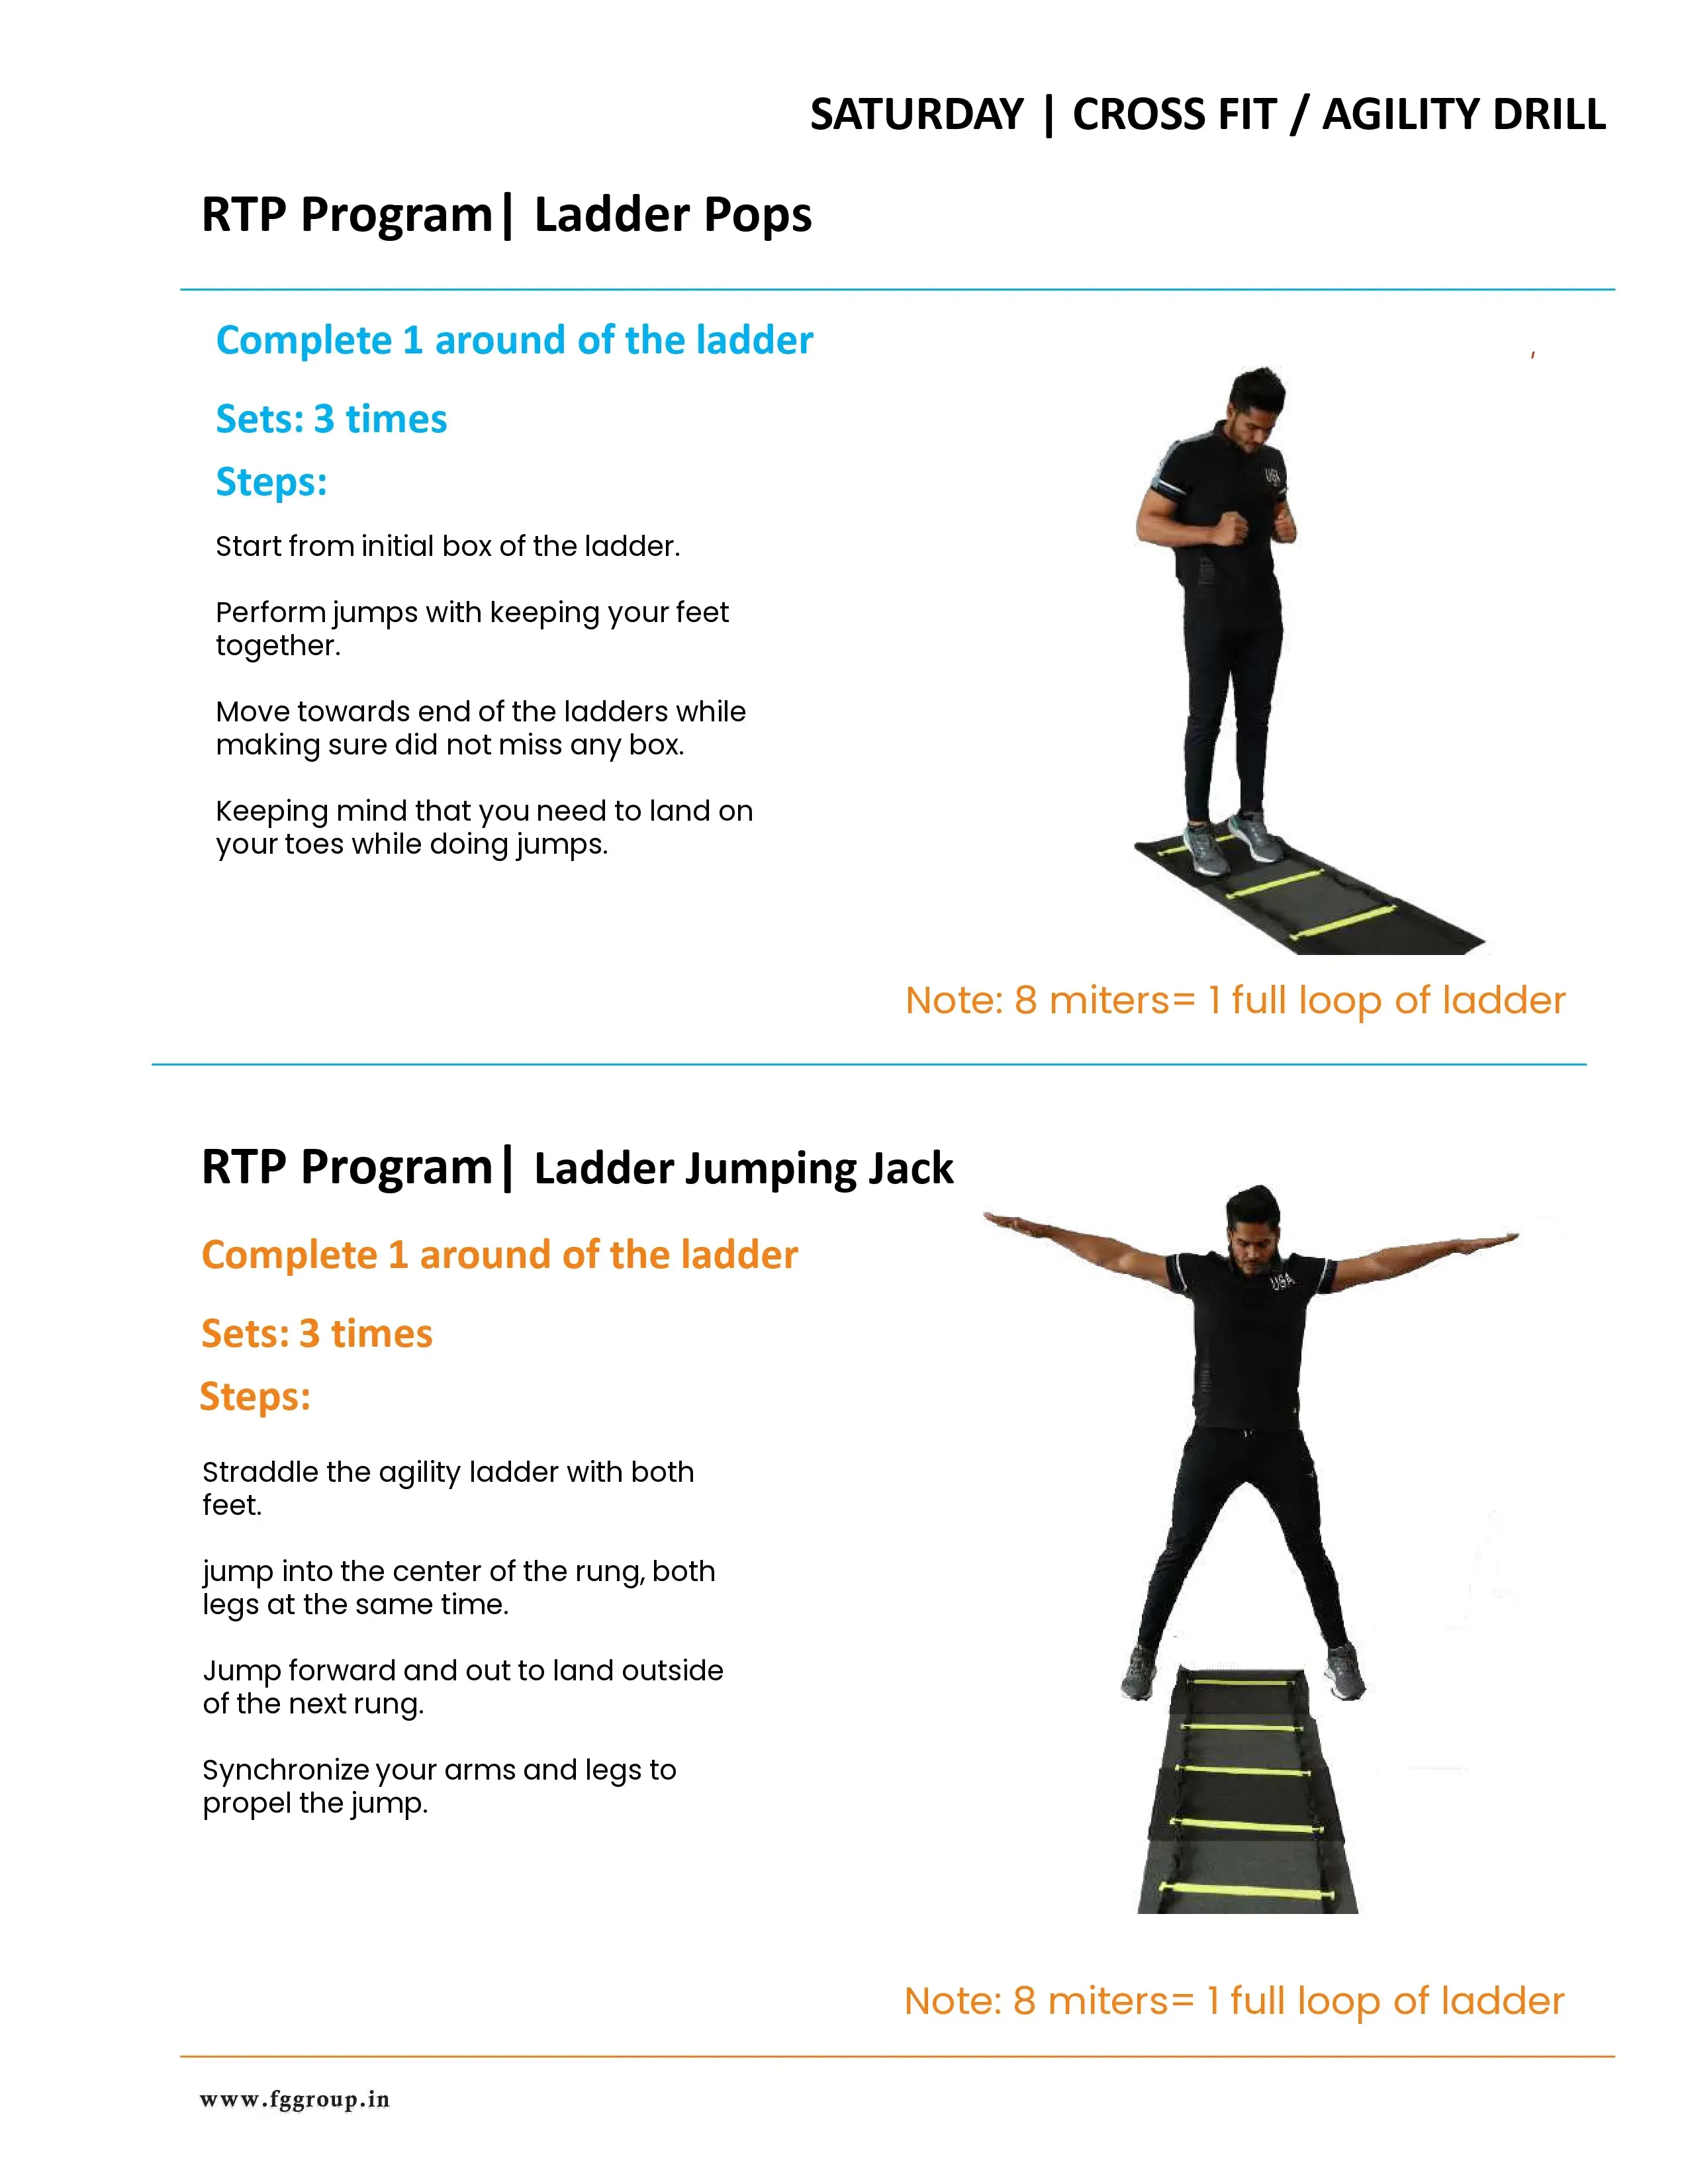 SATURDAY | CROSS FIT / AGILITY DRILL
RTP Program| Ladder Pops
Complete 1 around of the ladder
Sets: 3 times
Steps:
Start from initial box of the ladder.
Perform jumps with keeping your feet
together.
Move towards end of the ladders while
making sure did not miss any box.
Keeping mind that you need to land on
your toes while doing jumps.
,
UGA
Note: 8 miters= 1 full loop of ladder
RTP Program| Ladder Jumping Jack
Complete 1 around of the ladder
Sets: 3 times
Steps:
Straddle the agility ladder with both
feet.
jump into the center of the rung, both
legs at the same time.
Jump forward and out to land outside
of the next rung.
Synchronize your arms and legs to
propel the jump.
UGA
Note: 8 miters= 1 full loop of ladder
www.fggroup.in